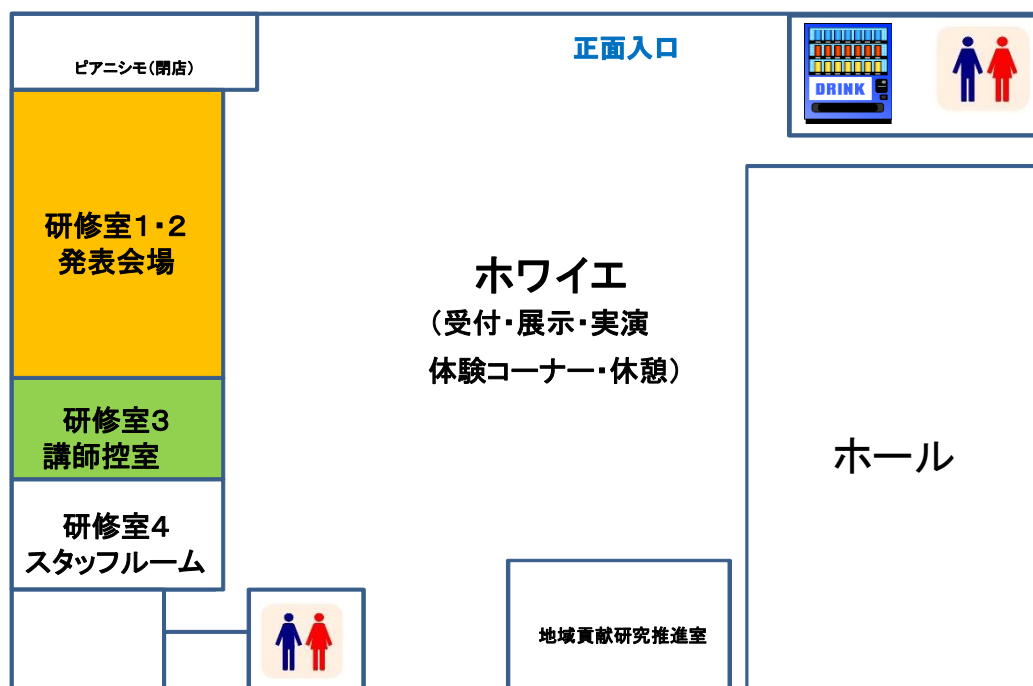 正面入口
ピアニシモ（閉店）
DRINK
研修室１・２
発表会場
ホワイエ
（受付・展示・実演
体験コーナー・休憩）
研修室３
講師控室
ホール
研修室４
スタッフルーム
地域貢献研究推進室